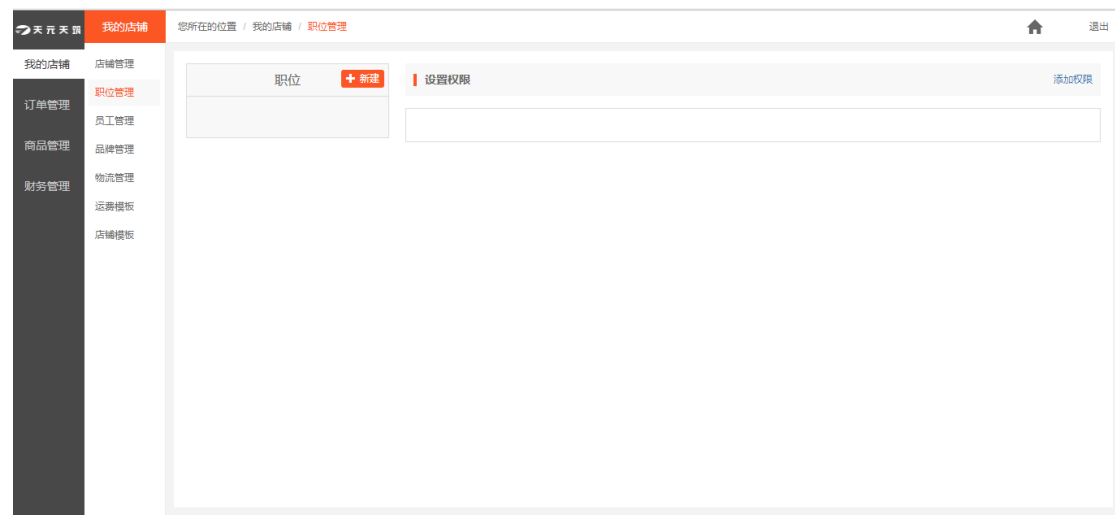 天元天筑
我的店铺
您所在的位置 / 我的店铺 / 职位管理
退出
我的店铺
订单管理
商品管理
财务管理
店铺管理
职位管理
员工管理
品牌管理
物流管理
运费模板
店铺模板
职位
新建
设置权限
添加权限